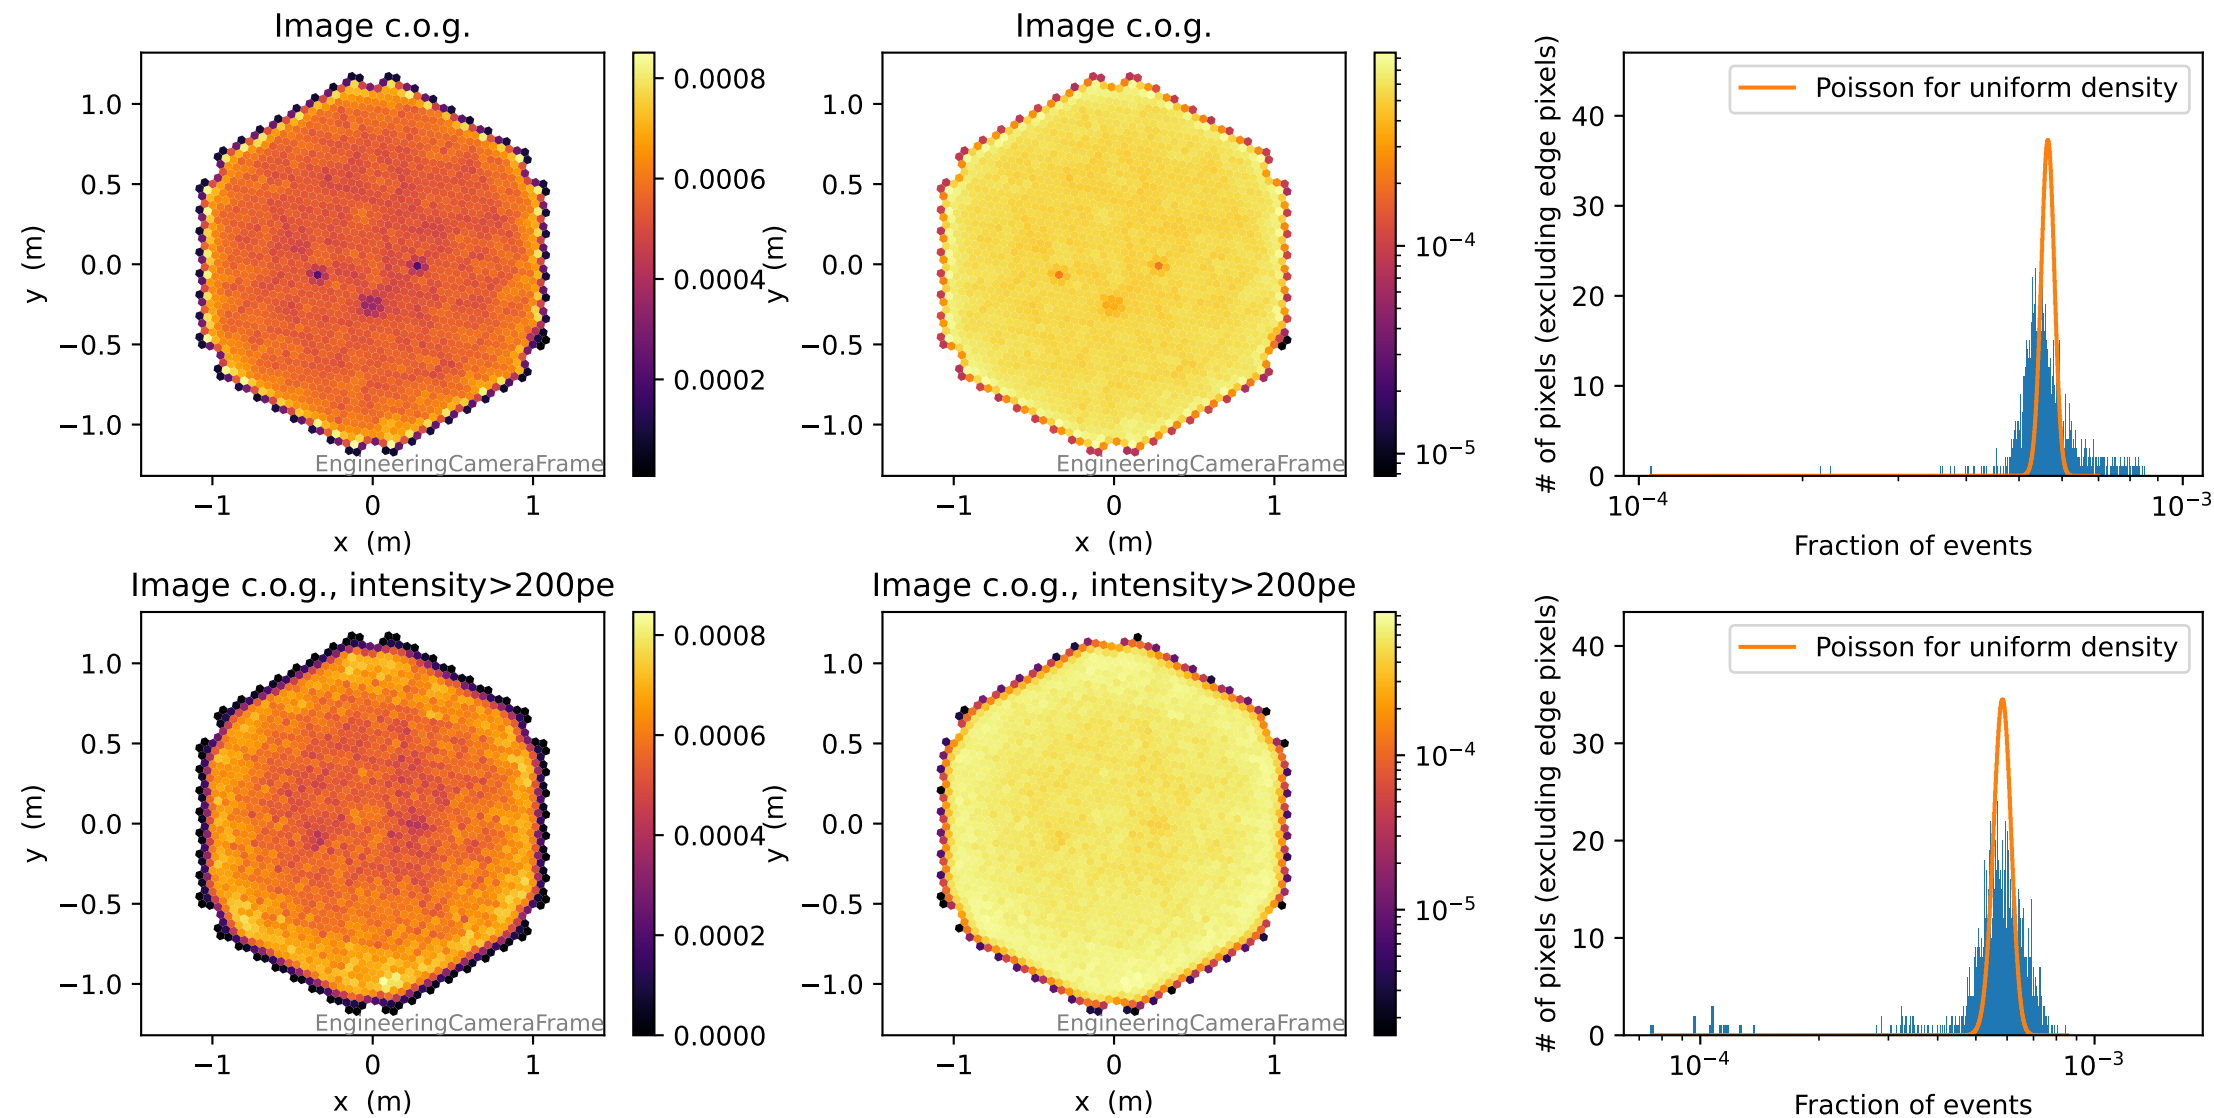 Image c.o.g.
1.0
0.5
0.0
−0.5
−1.0
y (m)
−1
0
1
x (m)
EngineeringCameraFrame
0.0008
0.0006
0.0004
0.0002
Image c.o.g.
1.0
0.5
0.0
−0.5
−1.0
y (m)
−1
0
1
x (m)
EngineeringCameraFrame
10⁻⁴
10⁻⁵
# of pixels (excluding edge pixels)
40
30
20
10
0
Poisson for uniform density
10⁻⁴
10⁻³
Fraction of events
Image c.o.g., intensity>200pe
1.0
0.5
0.0
−0.5
−1.0
y (m)
−1
0
1
x (m)
EngineeringCameraFrame
0.0008
0.0006
0.0004
0.0002
0.0000
Image c.o.g., intensity>200pe
1.0
0.5
0.0
−0.5
−1.0
y (m)
−1
0
1
x (m)
EngineeringCameraFrame
10⁻⁴
10⁻⁵
# of pixels (excluding edge pixels)
40
30
20
10
0
Poisson for uniform density
10⁻⁴
10⁻³
Fraction of events